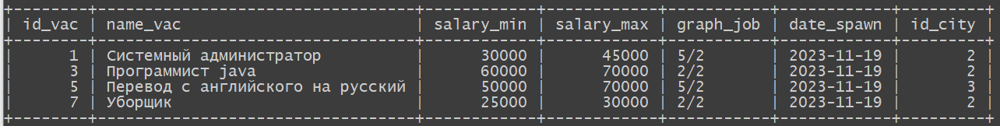 id_vac | name_vac | salary_min | salary_max | graph_job | date_spawn | id_city
1 | Системный администратор | 30000 | 45000 | 5/2 | 2023-11-19 | 2
3 | Программист java | 60000 | 70000 | 2/2 | 2023-11-19 | 2
5 | Перевод с английского на русский | 50000 | 70000 | 5/2 | 2023-11-19 | 3
7 | Уборщик | 25000 | 30000 | 2/2 | 2023-11-19 | 2